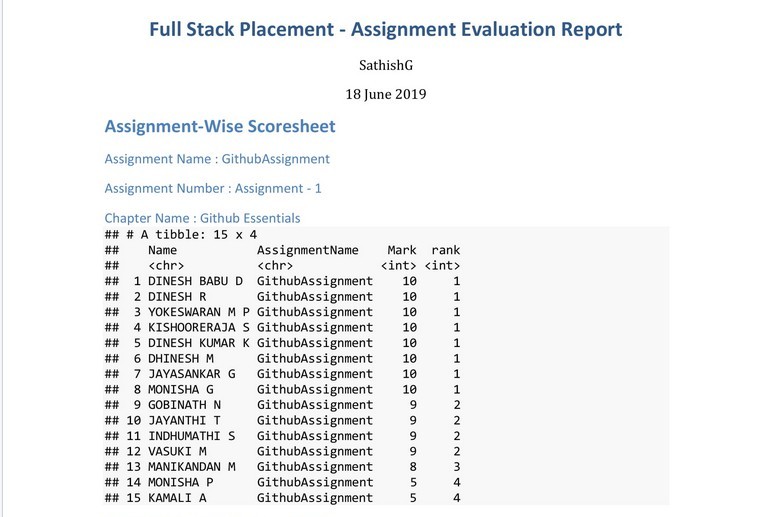 Full Stack Placement - Assignment Evaluation Report
SathishG
18 June 2019
Assignment-Wise Scoresheet
Assignment Name : GithubAssignment
Assignment Number : Assignment - 1
Chapter Name : Github Essentials
## # A tibble: 15 x 4
##    Name           AssignmentName    Mark  rank
##    <chr>          <chr>            <int> <int>
##  1 DINESH BABU D  GithubAssignment    10     1
##  2 DINESH R       GithubAssignment    10     1
##  3 YOKESWARAN M P GithubAssignment    10     1
##  4 KISHOORERAJA S GithubAssignment    10     1
##  5 DINESH KUMAR K GithubAssignment    10     1
##  6 DHINESH M      GithubAssignment    10     1
##  7 JAYASANKAR G   GithubAssignment    10     1
##  8 MONISHA G      GithubAssignment    10     1
##  9 GOBINATH N     GithubAssignment     9     2
## 10 JAYANTHI T     GithubAssignment     9     2
## 11 INDHUMATHI S   GithubAssignment     9     2
## 12 VASUKI M       GithubAssignment     9     2
## 13 MANIKANDAN M   GithubAssignment     8     3
## 14 MONISHA P      GithubAssignment     5     4
## 15 KAMALI A       GithubAssignment     5     4